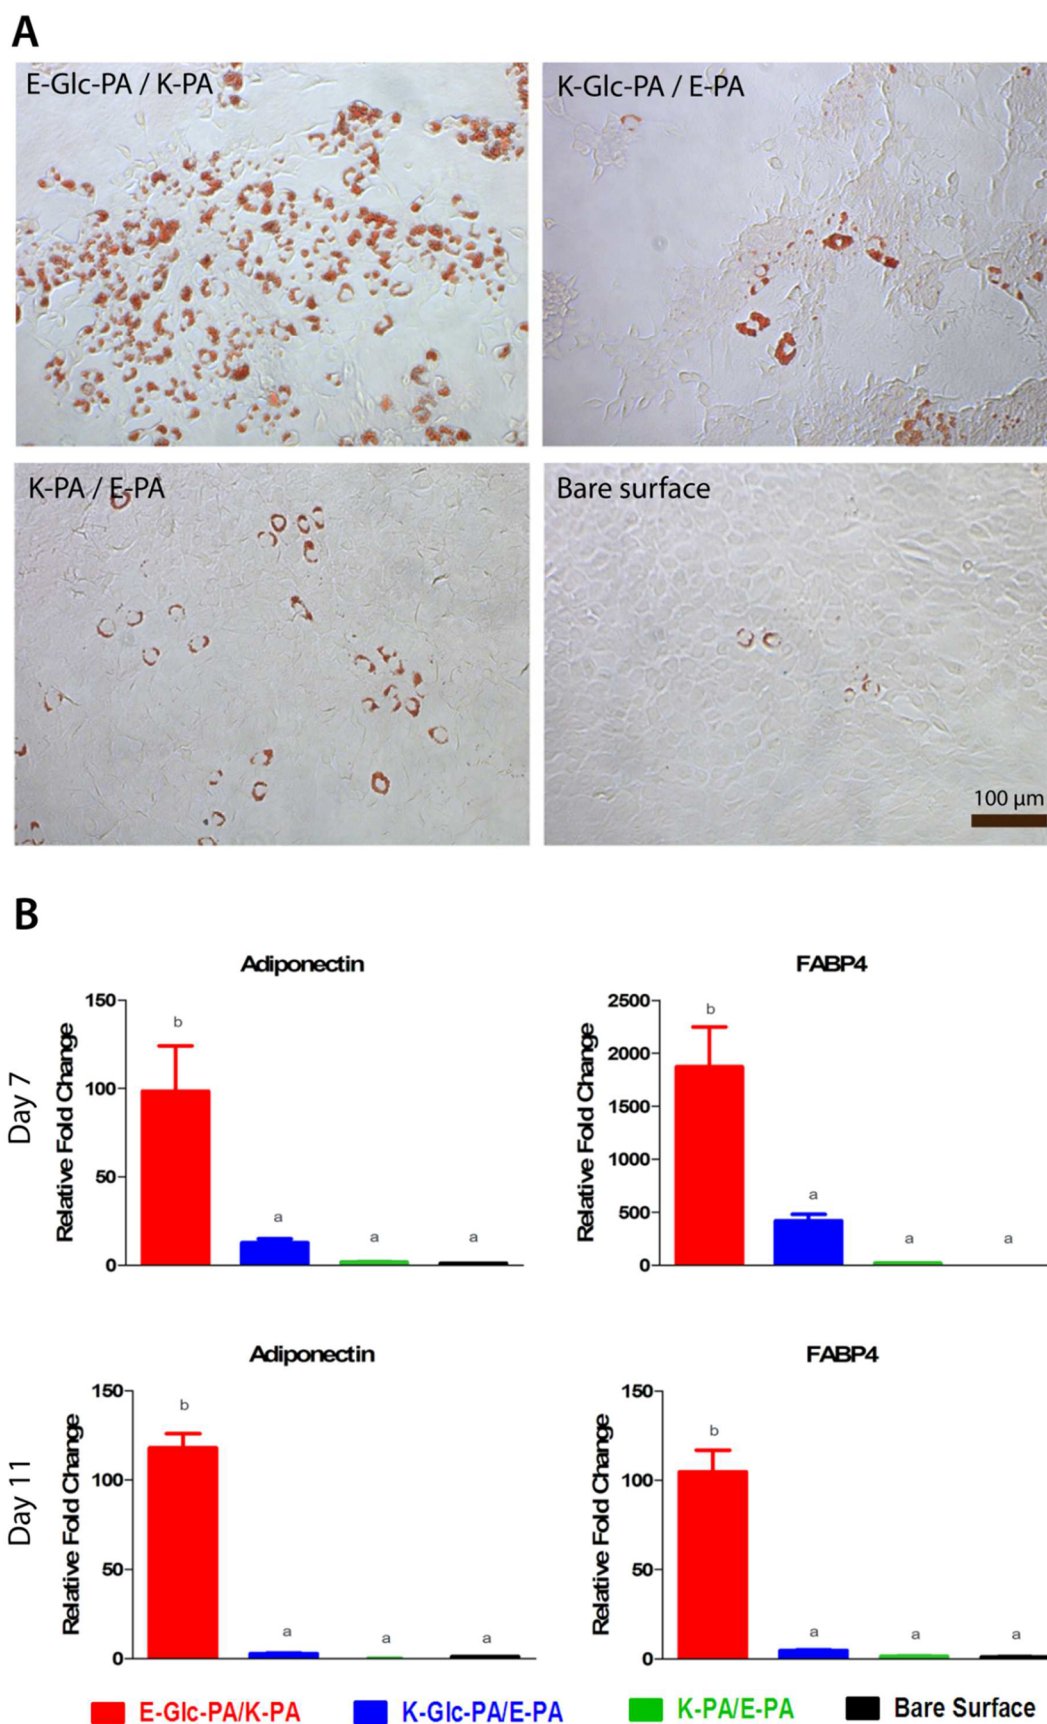 A
E-Glc-PA / K-PA
K-Glc-PA / E-PA
K-PA / E-PA
Bare surface
100 µm
B
Day 7
Adiponectin
Relative Fold Change
150
100
50
0
b
a
a
a
FABP4
Relative Fold Change
2500
2000
1500
1000
500
0
b
a
a
a
Day 11
Adiponectin
Relative Fold Change
150
100
50
0
b
a
a
a
FABP4
Relative Fold Change
150
100
50
0
b
a
a
a
E-Glc-PA/K-PA
K-Glc-PA/E-PA
K-PA/E-PA
Bare Surface